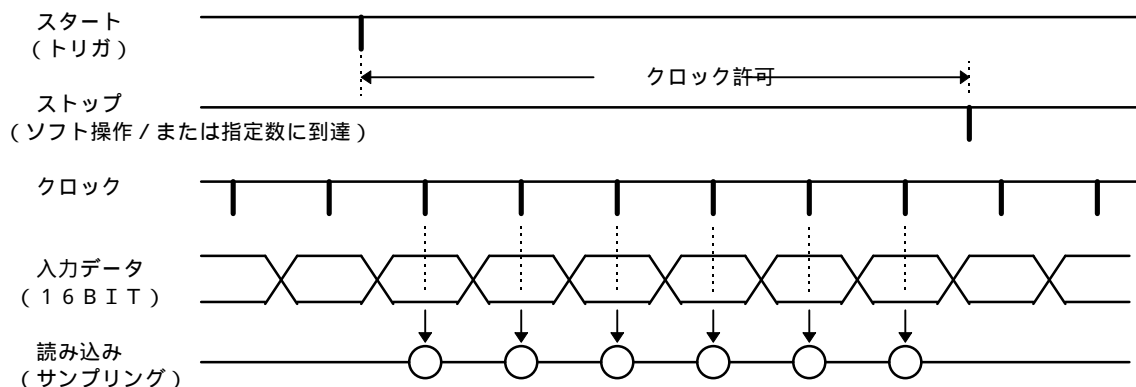 スタート
(トリガ)
クロック許可
ストップ
(ソフト操作/または指定数に到達)
クロック
入力データ
(16BIT)
読み込み
(サンプリング)